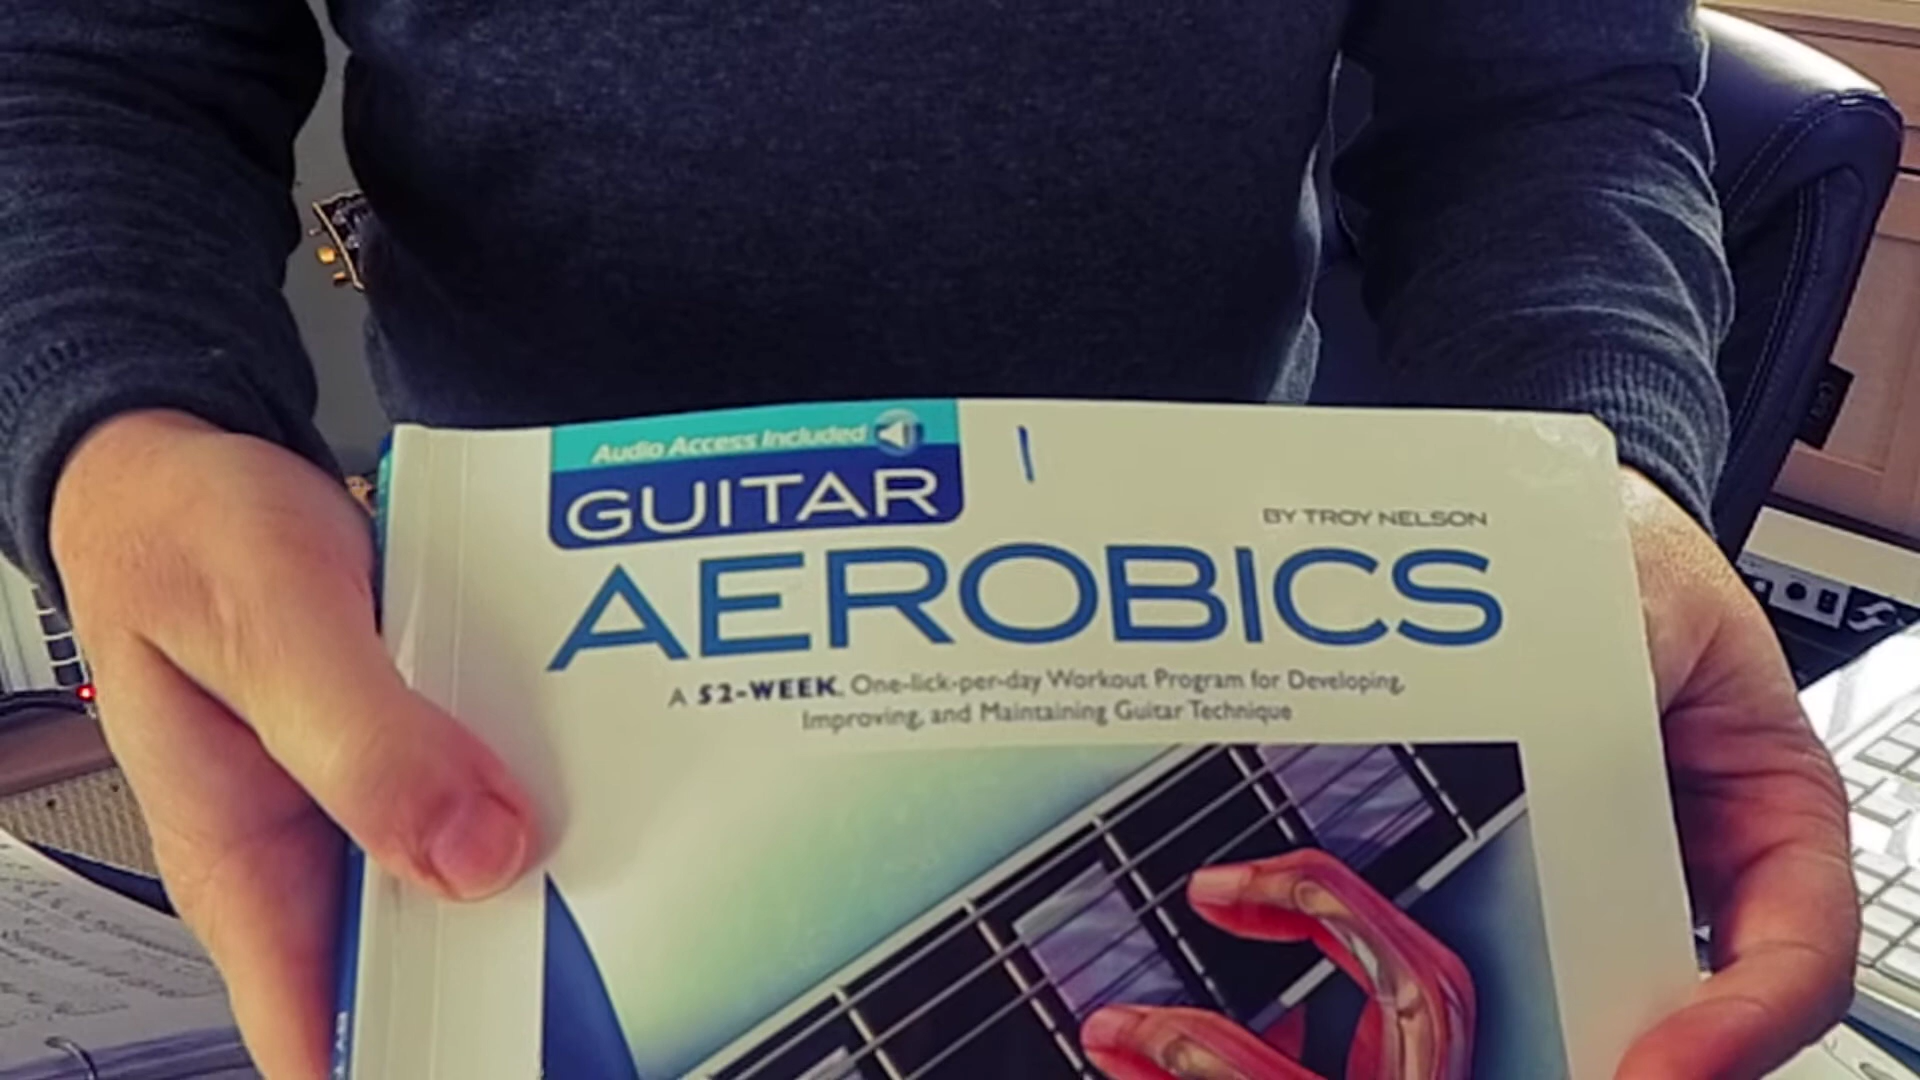 Audio Access Included
GUITAR
BY TROY NELSON
AEROBICS
A 52-WEEK, One-lick-per-day Workout Program for Developing,
Improving, and Maintaining Guitar Technique